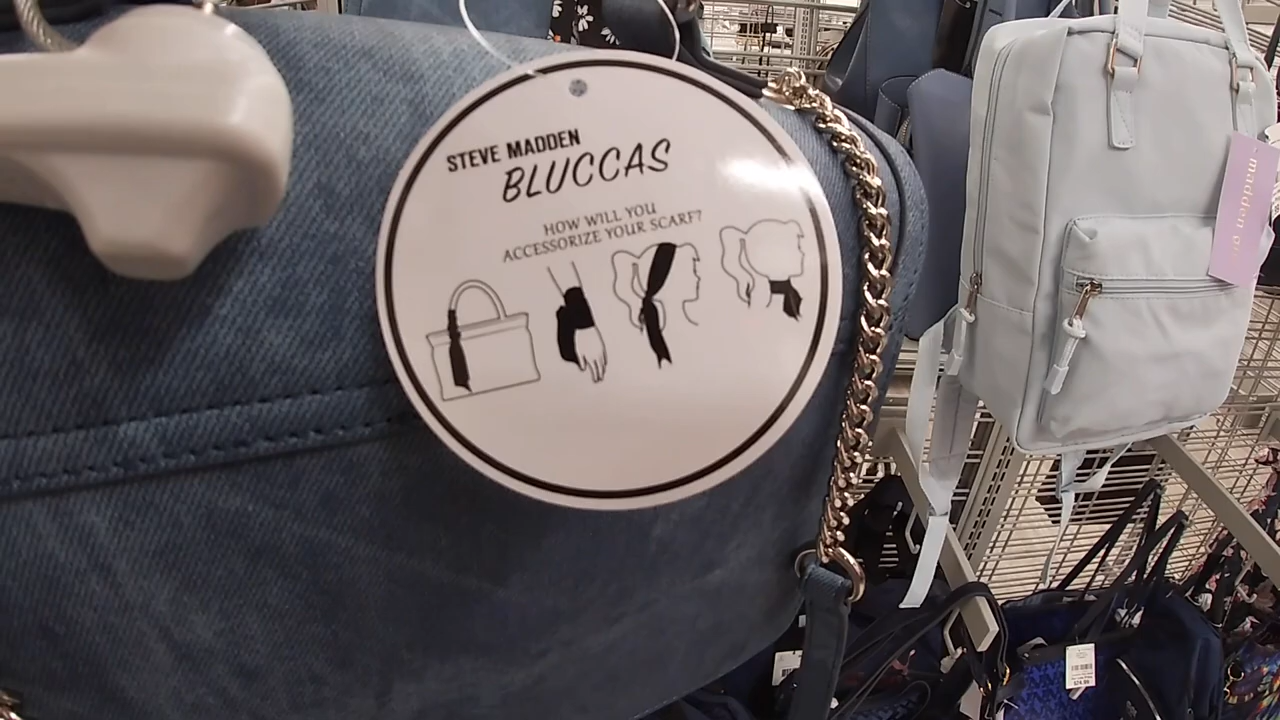 STEVE MADDEN
BLUCCAS
HOW WILL YOU
ACCESSORIZE YOUR SCARF?
madden girl